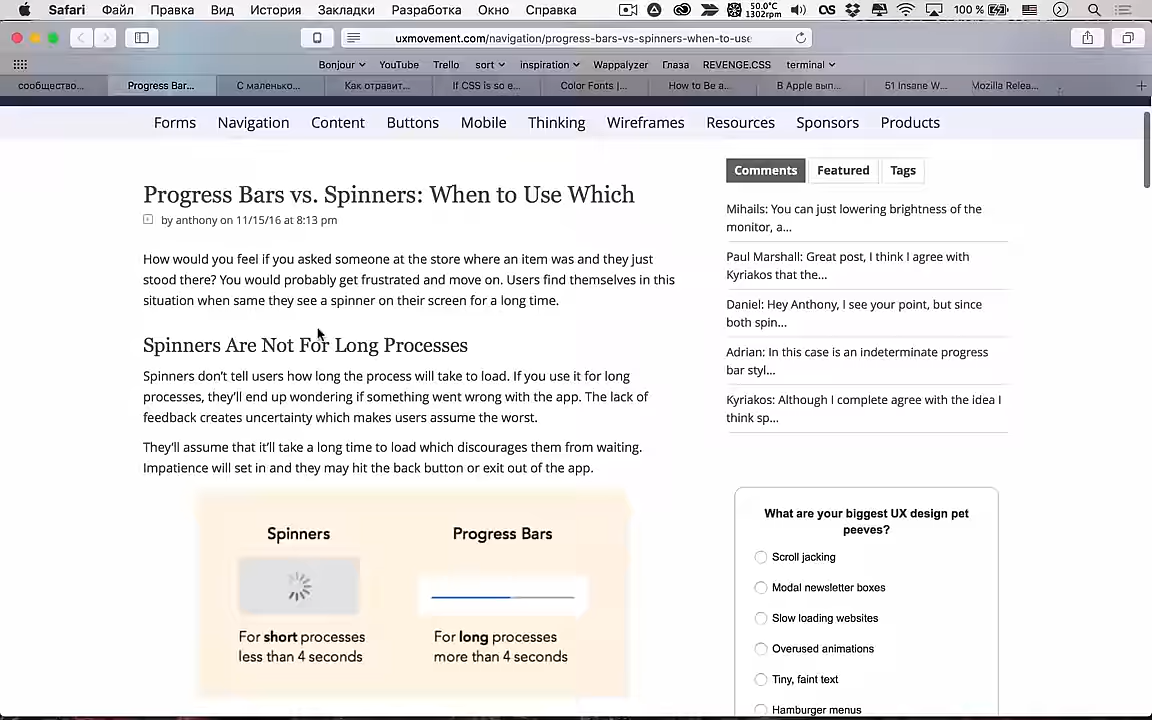 Safari Файл Правка Вид История Закладки Разработка Окно Справка 50.0°C 1302rpm 100 %
uxmovement.com/navigation/progress-bars-vs-spinners-when-to-use
Bonjour YouTube Trello sort inspiration Wappalyzer Глаза REVENGE.CSS terminal
сообщество... Progress Bar... С маленько... Как отравит... If CSS is so e... Color Fonts |... How to Be a... В Apple вып... 51 Insane W... Mozilla Relea...
Forms Navigation Content Buttons Mobile Thinking Wireframes Resources Sponsors Products
Progress Bars vs. Spinners: When to Use Which
by anthony on 11/15/16 at 8:13 pm
How would you feel if you asked someone at the store where an item was and they just
stood there? You would probably get frustrated and move on. Users find themselves in this
situation when same they see a spinner on their screen for a long time.
Spinners Are Not For Long Processes
Spinners don't tell users how long the process will take to load. If you use it for long
processes, they'll end up wondering if something went wrong with the app. The lack of
feedback creates uncertainty which makes users assume the worst.
They'll assume that it'll take a long time to load which discourages them from waiting.
Impatience will set in and they may hit the back button or exit out of the app.
Spinners Progress Bars
For short processes For long processes
less than 4 seconds more than 4 seconds
Comments Featured Tags
Mihails: You can just lowering brightness of the
monitor, a...
Paul Marshall: Great post, I think I agree with
Kyriakos that the...
Daniel: Hey Anthony, I see your point, but since
both spin...
Adrian: In this case is an indeterminate progress
bar styl...
Kyriakos: Although I complete agree with the idea I
think sp...
What are your biggest UX design pet
peeves?
Scroll jacking
Modal newsletter boxes
Slow loading websites
Overused animations
Tiny, faint text
Hamburger menus